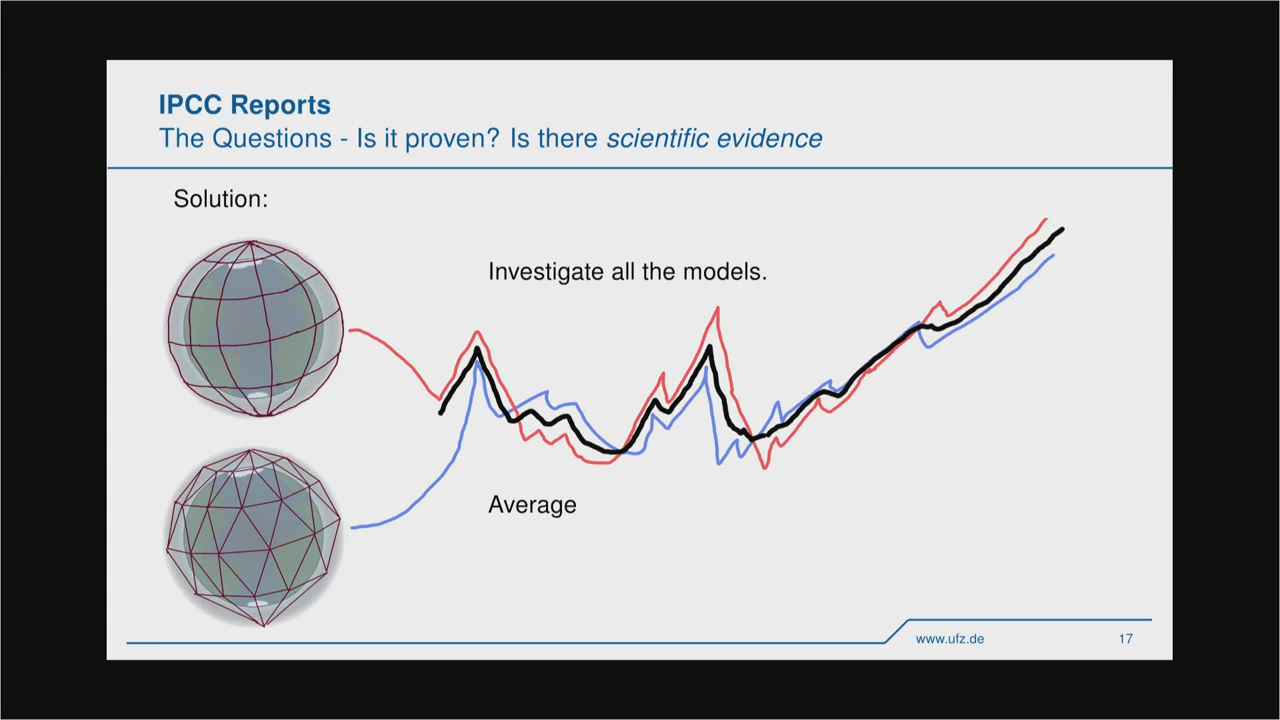 IPCC Reports
The Questions - Is it proven? Is there scientific evidence
Solution:
Investigate all the models.
Average
www.ufz.de
17